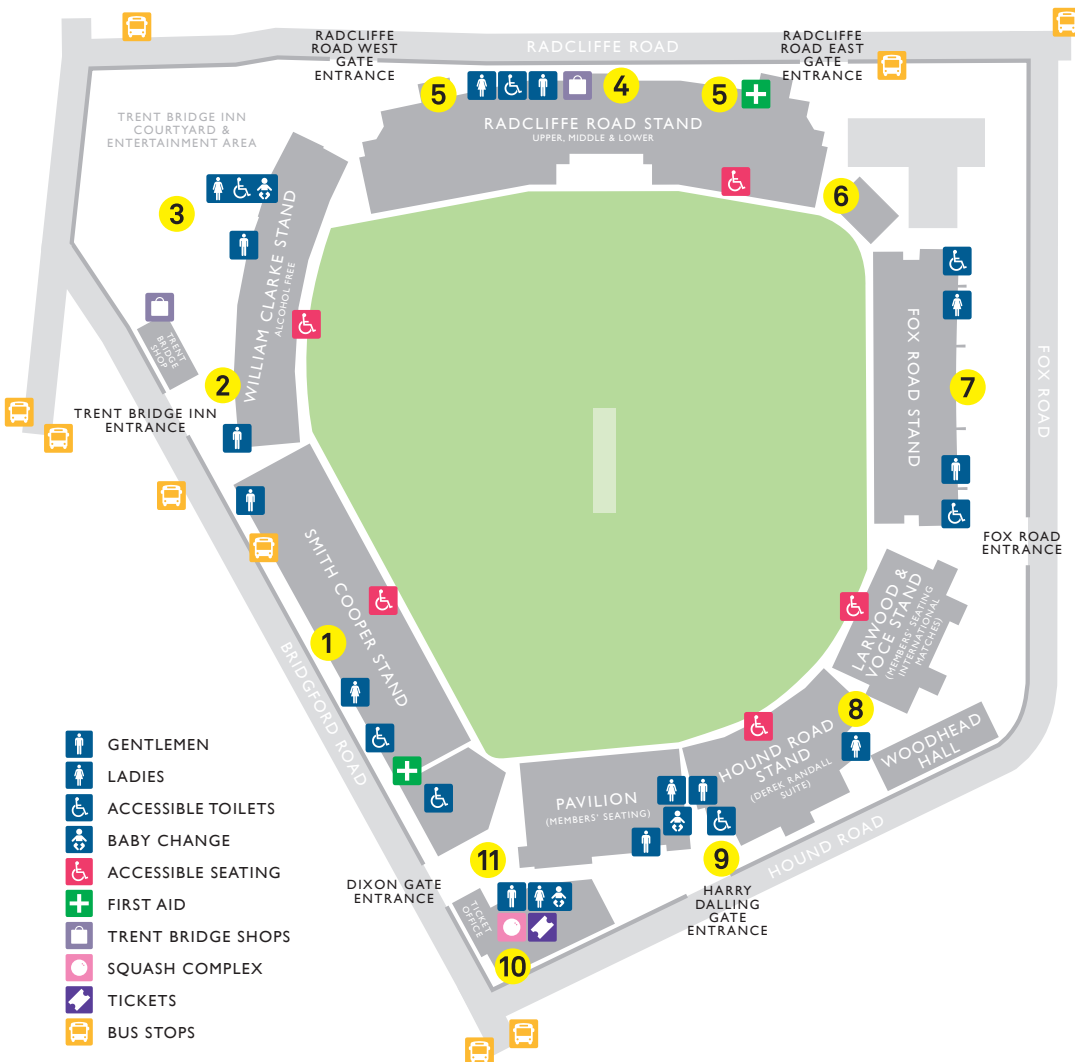 RADCLIFFE
ROAD WEST
GATE
ENTRANCE
RADCLIFFE ROAD
RADCLIFFE
ROAD EAST
GATE
ENTRANCE
5
4
5
RADCLIFFE ROAD STAND
UPPER, MIDDLE & LOWER
TRENT BRIDGE INN
COURTYARD &
ENTERTAINMENT AREA
3
6
WILLIAM CLARKE STAND
ALCOHOL FREE
TRENT
BRIDGE
SHOP
2
TRENT BRIDGE INN
ENTRANCE
FOX ROAD STAND
7
FOX ROAD
FOX ROAD
ENTRANCE
SMITH COOPER STAND
1
BRIDGFORD ROAD
LARWOOD &
VOCE STAND
(MEMBERS' SEATING
INTERNATIONAL
MATCHES)
8
HOUND ROAD
STAND
(DEREK RANDALL
SUITE)
WOODHEAD
HALL
PAVILION
(MEMBERS' SEATING)
HOUND ROAD
11
9
DIXON GATE
ENTRANCE
HARRY
DALLING
GATE
ENTRANCE
TICKET
OFFICE
10
GENTLEMEN
LADIES
ACCESSIBLE TOILETS
BABY CHANGE
ACCESSIBLE SEATING
FIRST AID
TRENT BRIDGE SHOPS
SQUASH COMPLEX
TICKETS
BUS STOPS